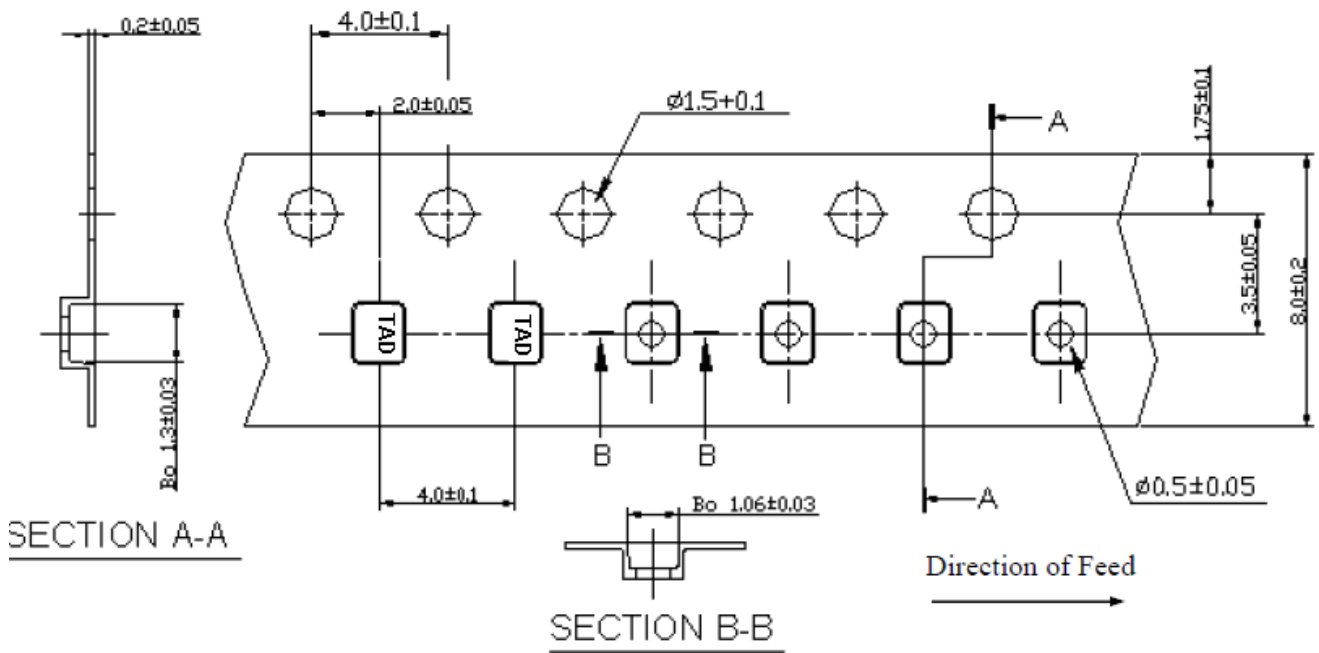 0.2±0.05
4.0±0.1
2.0±0.05
ø1.5+0.1
A
1.75±0.1
3.5±0.05
8.0±0.2
TAD
TAD
Bo 1.3±0.03
B
B
4.0±0.1
A
ø0.5±0.05
Bo 1.06±0.03
SECTION A-A
SECTION B-B
Direction of Feed